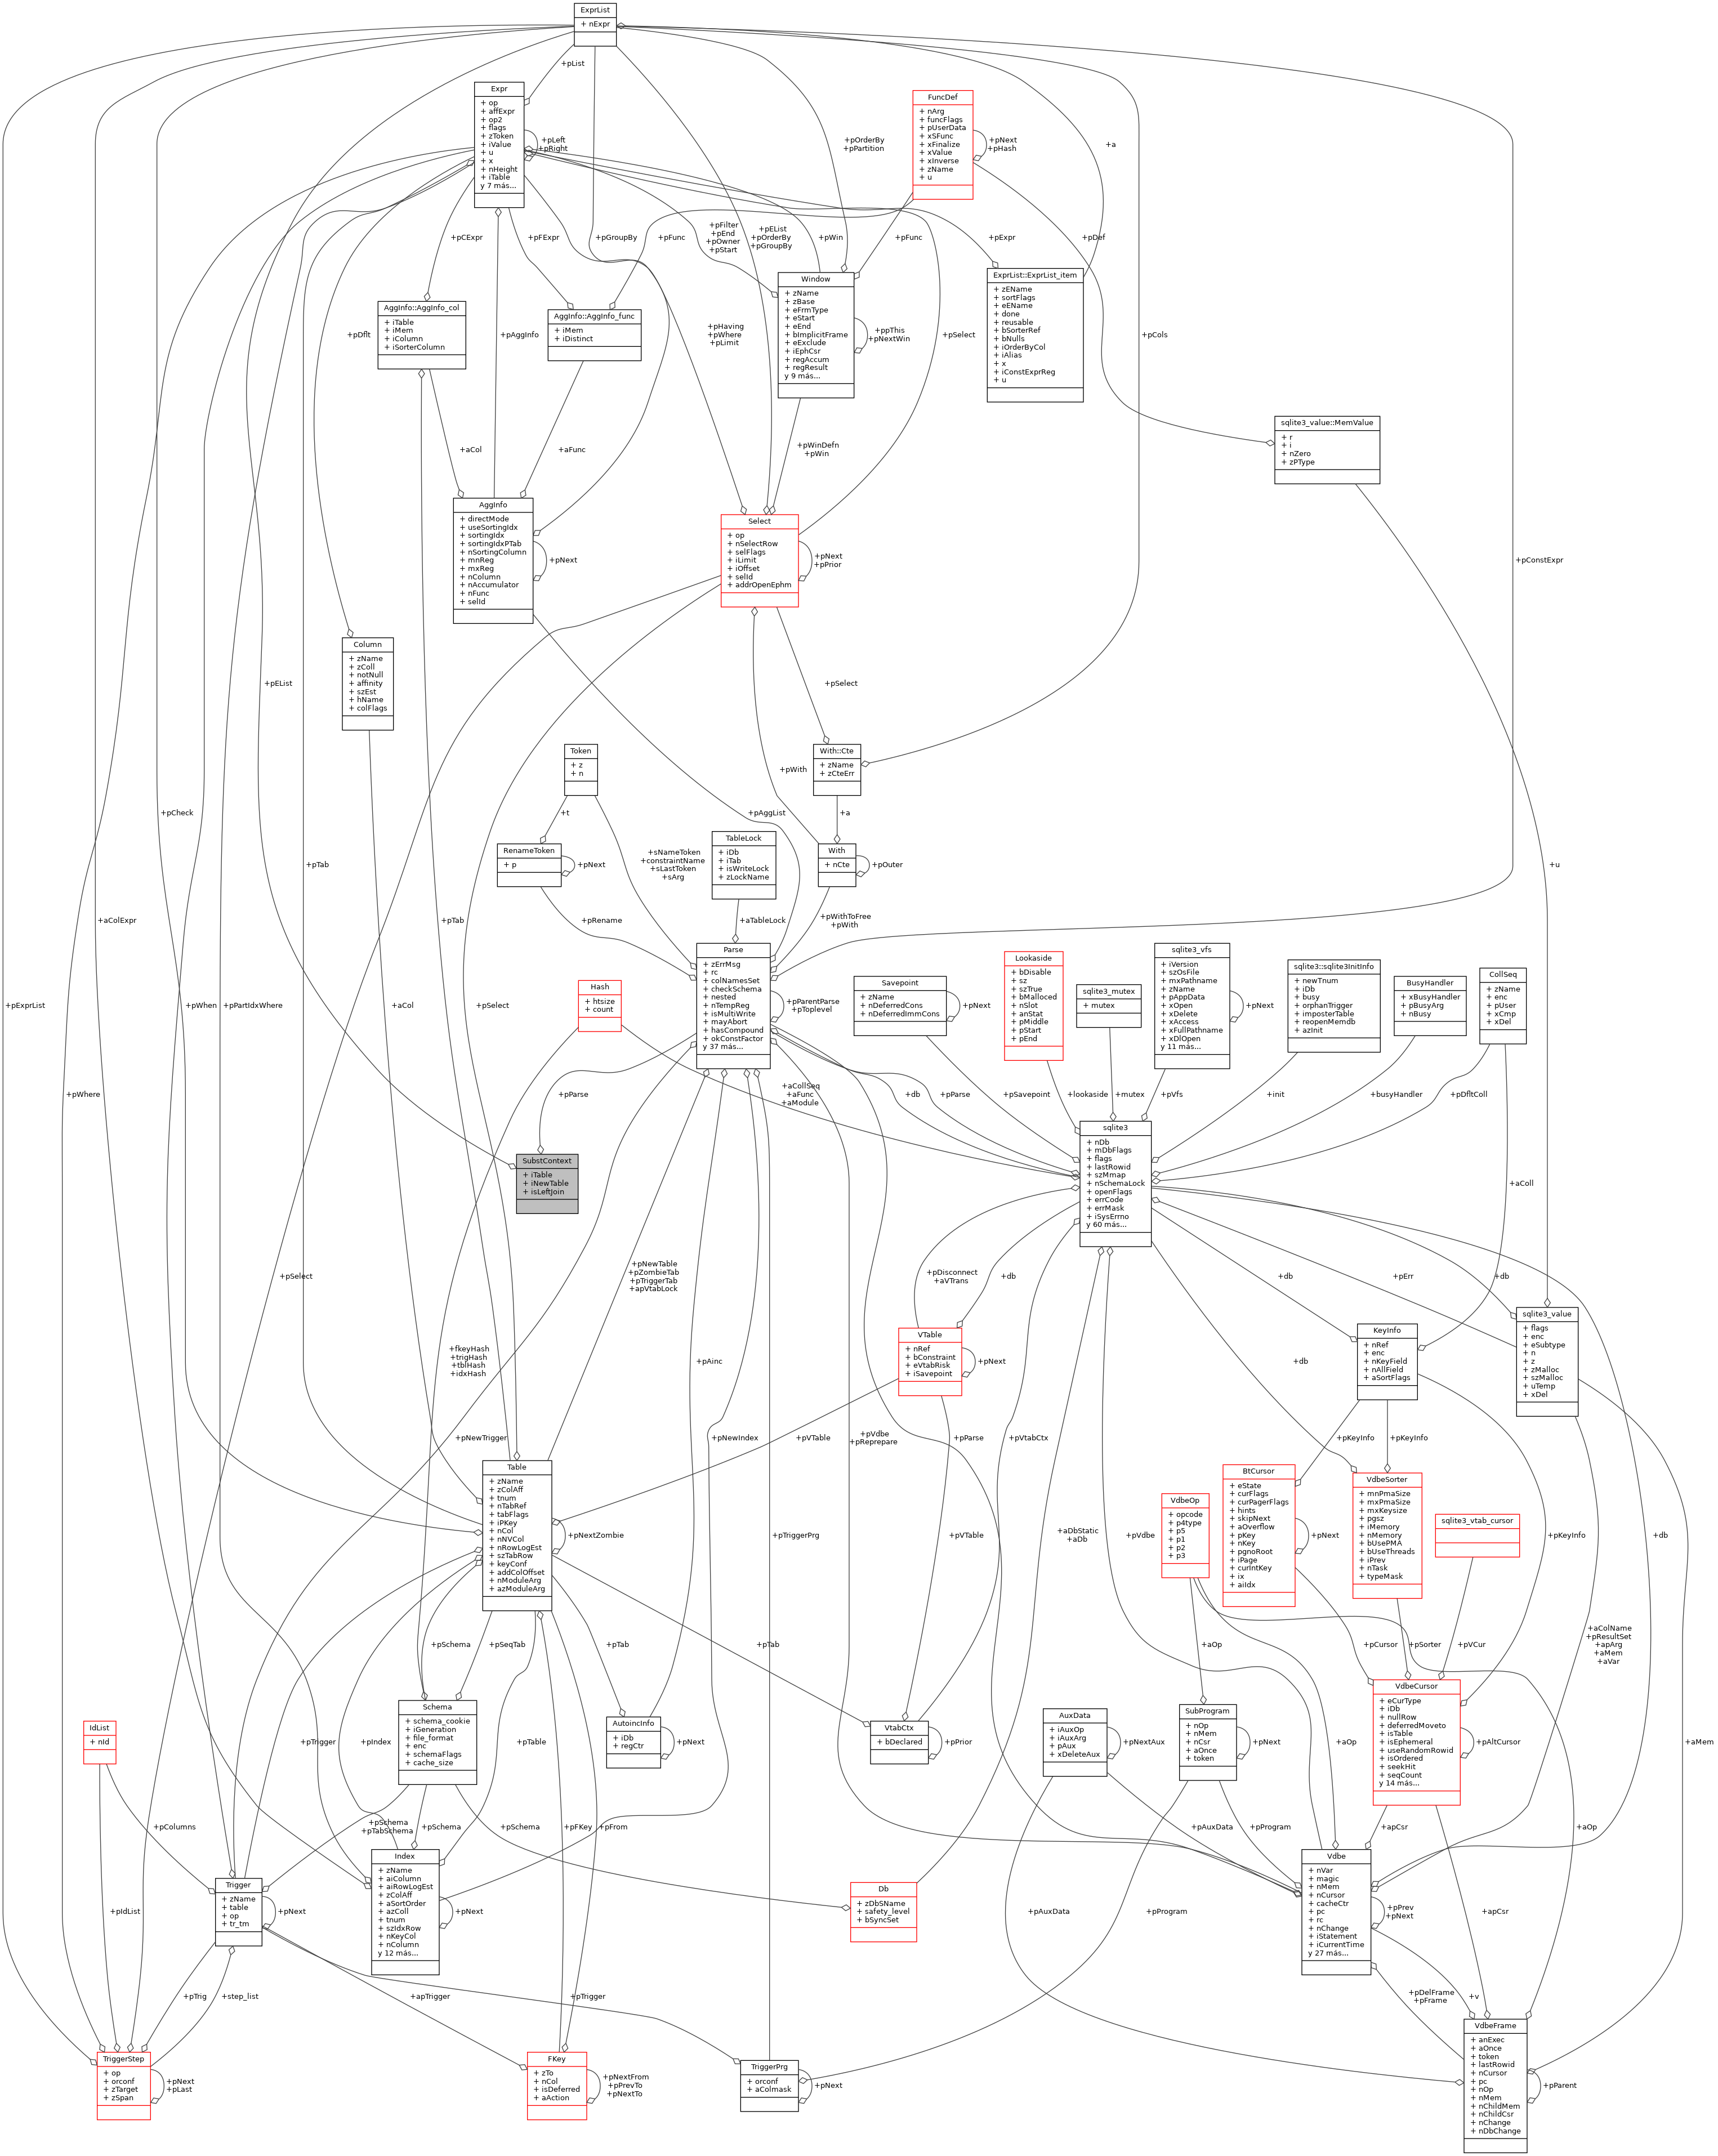 ExprList
+ nExpr
+pList
Expr
+ op
+ affExpr
+ op2
+ flags
+ zToken
+ iValue
+ u
+ x
+ nHeight
+ iTable
y 7 más...
+pLeft
+pRight
+pOrderBy
+pPartition
FuncDef
+ nArg
+ funcFlags
+ pUserData
+ xSFunc
+ xFinalize
+ xValue
+ xInverse
+ zName
+ u
+pNext
+pHash
+a
+pCExpr
+pFExpr
+pGroupBy
+pFunc
+pFilter
+pEnd
+pOwner
+pStart
+pEList
+pOrderBy
+pGroupBy
+pWin
+pFunc
+pExpr
+pDef
Window
+ zName
+ zBase
+ eFrmType
+ eStart
+ eEnd
+ bImplicitFrame
+ eExclude
+ iEphCsr
+ regAccum
+ regResult
y 9 más...
+ppThis
+pNextWin
ExprList::ExprList_item
+ zEName
+ sortFlags
+ eEName
+ done
+ reusable
+ bSorterRef
+ bNulls
+ iOrderByCol
+ iAlias
+ x
+ iConstExprReg
+ u
AggInfo::AggInfo_col
+ iTable
+ iMem
+ iColumn
+ iSorterColumn
AggInfo::AggInfo_func
+ iMem
+ iDistinct
+pDflt
+pAggInfo
+pHaving
+pWhere
+pLimit
+pSelect
+pCols
sqlite3_value::MemValue
+ r
+ i
+ nZero
+ zPType
+aCol
+aFunc
+pWinDefn
+pWin
AggInfo
+ directMode
+ useSortingIdx
+ sortingIdx
+ sortingIdxPTab
+ nSortingColumn
+ mnReg
+ mxReg
+ nColumn
+ nAccumulator
+ nFunc
+ selId
+pNext
Select
+ op
+ nSelectRow
+ selFlags
+ iLimit
+ iOffset
+ selId
+ addrOpenEphm
+pNext
+pPrior
+pConstExpr
Column
+ zName
+ zColl
+ notNull
+ affinity
+ szEst
+ hName
+ colFlags
+pEList
+pSelect
Token
+ z
+ n
+pWith
With::Cte
+ zName
+ zCteErr
+pCheck
+t
+pAggList
+a
+pTab
RenameToken
+ p
+pNext
+sNameToken
+constraintName
+sLastToken
+sArg
TableLock
+ iDb
+ iTab
+ isWriteLock
+ zLockName
With
+ nCte
+pOuter
+u
+aColExpr
+pTab
+pRename
+aTableLock
+pWithToFree
+pWith
Parse
+ zErrMsg
+ rc
+ colNamesSet
+ checkSchema
+ nested
+ nTempReg
+ isMultiWrite
+ mayAbort
+ hasCompound
+ okConstFactor
y 37 más...
+pParentParse
+pToplevel
+pExprList
+pWhen
+pPartIdxWhere
+aCol
+pSelect
Hash
+ htsize
+ count
Savepoint
+ zName
+ nDeferredCons
+ nDeferredImmCons
+pNext
Lookaside
+ bDisable
+ sz
+ szTrue
+ bMalloced
+ nSlot
+ anStat
+ pMiddle
+ pStart
+ pEnd
sqlite3_mutex
+ mutex
sqlite3_vfs
+ iVersion
+ szOsFile
+ mxPathname
+ zName
+ pAppData
+ xOpen
+ xDelete
+ xAccess
+ xFullPathname
+ xDlOpen
y 11 más...
+pNext
sqlite3::sqlite3InitInfo
+ newTnum
+ iDb
+ busy
+ orphanTrigger
+ imposterTable
+ reopenMemdb
+ azInit
BusyHandler
+ xBusyHandler
+ pBusyArg
+ nBusy
CollSeq
+ zName
+ enc
+ pUser
+ xCmp
+ xDel
+pWhere
+pParse
+aCollSeq
+aFunc
+aModule
+db
+pParse
+pSavepoint
+lookaside
+mutex
+pVfs
+init
+busyHandler
+pDfltColl
SubstContext
+ iTable
+ iNewTable
+ isLeftJoin
sqlite3
+ nDb
+ mDbFlags
+ flags
+ lastRowid
+ szMmap
+ nSchemaLock
+ openFlags
+ errCode
+ errMask
+ iSysErrno
y 60 más...
+aColl
+pSelect
+pNewTable
+pZombieTab
+pTriggerTab
+apVtabLock
+pDisconnect
+aVTrans
+db
+db
+pErr
+db
sqlite3_value
+ flags
+ enc
+ eSubtype
+ n
+ z
+ zMalloc
+ szMalloc
+ uTemp
+ xDel
+fkeyHash
+trigHash
+tblHash
+idxHash
+pAinc
VTable
+ nRef
+ bConstraint
+ eVtabRisk
+ iSavepoint
+pNext
+db
KeyInfo
+ nRef
+ enc
+ nKeyField
+ nAllField
+ aSortFlags
+pNewTrigger
+pNewIndex
+pVTable
+pVdbe
+pReprepare
+pParse
+pVtabCtx
+pKeyInfo
+pKeyInfo
Table
+ zName
+ zColAff
+ tnum
+ nTabRef
+ tabFlags
+ iPKey
+ nCol
+ nNVCol
+ nRowLogEst
+ szTabRow
+ keyConf
+ addColOffset
+ nModuleArg
+ azModuleArg
+pNextZombie
+pTriggerPrg
+pVTable
+aDbStatic
+aDb
+pVdbe
VdbeOp
+ opcode
+ p4type
+ p5
+ p1
+ p2
+ p3
BtCursor
+ eState
+ curFlags
+ curPagerFlags
+ hints
+ skipNext
+ aOverflow
+ pKey
+ nKey
+ pgnoRoot
+ iPage
+ curIntKey
+ ix
+ aiIdx
+pNext
VdbeSorter
+ mnPmaSize
+ mxPmaSize
+ mxKeysize
+ pgsz
+ iMemory
+ nMemory
+ bUsePMA
+ bUseThreads
+ iPrev
+ nTask
+ typeMask
sqlite3_vtab_cursor
+pKeyInfo
+db
+pSchema
+pSeqTab
+pTab
+pTab
+aOp
+pCursor
+pSorter
+pVCur
+aColName
+pResultSet
+apArg
+aMem
+aVar
IdList
+ nId
+pTrigger
+pIndex
+pTable
Schema
+ schema_cookie
+ iGeneration
+ file_format
+ enc
+ schemaFlags
+ cache_size
AutoincInfo
+ iDb
+ regCtr
+pNext
VtabCtx
+ bDeclared
+pPrior
AuxData
+ iAuxOp
+ iAuxArg
+ pAux
+ xDeleteAux
+pNextAux
SubProgram
+ nOp
+ nMem
+ nCsr
+ aOnce
+ token
+pNext
+aOp
VdbeCursor
+ eCurType
+ iDb
+ nullRow
+ deferredMoveto
+ isTable
+ isEphemeral
+ useRandomRowid
+ isOrdered
+ seekHit
+ seqCount
y 14 más...
+pAltCursor
+aMem
+pColumns
+pSchema
+pTabSchema
+pSchema
+pSchema
+pFKey
+pFrom
+pAuxData
+pProgram
+apCsr
+aOp
Trigger
+ zName
+ table
+ op
+ tr_tm
+pNext
Index
+ zName
+ aiColumn
+ aiRowLogEst
+ zColAff
+ aSortOrder
+ azColl
+ tnum
+ szIdxRow
+ nKeyCol
+ nColumn
y 12 más...
+pNext
Db
+ zDbSName
+ safety_level
+ bSyncSet
Vdbe
+ nVar
+ magic
+ nMem
+ nCursor
+ cacheCtr
+ pc
+ rc
+ nChange
+ iStatement
+ iCurrentTime
y 27 más...
+pPrev
+pNext
+pIdList
+pAuxData
+pProgram
+apCsr
+pTrig
+step_list
+apTrigger
+pTrigger
+pDelFrame
+pFrame
+v
TriggerStep
+ op
+ orconf
+ zTarget
+ zSpan
+pNext
+pLast
FKey
+ zTo
+ nCol
+ isDeferred
+ aAction
+pNextFrom
+pPrevTo
+pNextTo
TriggerPrg
+ orconf
+ aColmask
+pNext
VdbeFrame
+ anExec
+ aOnce
+ token
+ lastRowid
+ nCursor
+ pc
+ nOp
+ nMem
+ nChildMem
+ nChildCsr
+ nChange
+ nDbChange
+pParent